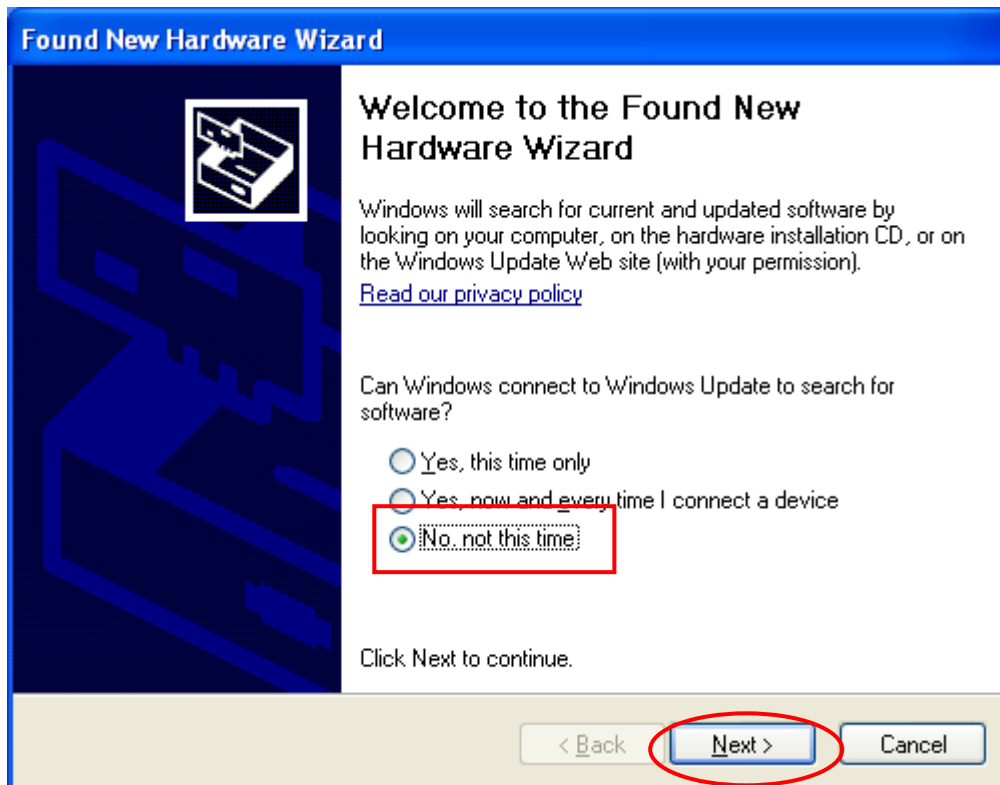 Found New Hardware Wizard
Welcome to the Found New
Hardware Wizard
Windows will search for current and updated software by
looking on your computer, on the hardware installation CD, or on
the Windows Update Web site (with your permission).
Read our privacy policy
Can Windows connect to Windows Update to search for
software?
Yes, this time only
Yes, now and every time I connect a device
No, not this time
Click Next to continue.
< Back
Next >
Cancel